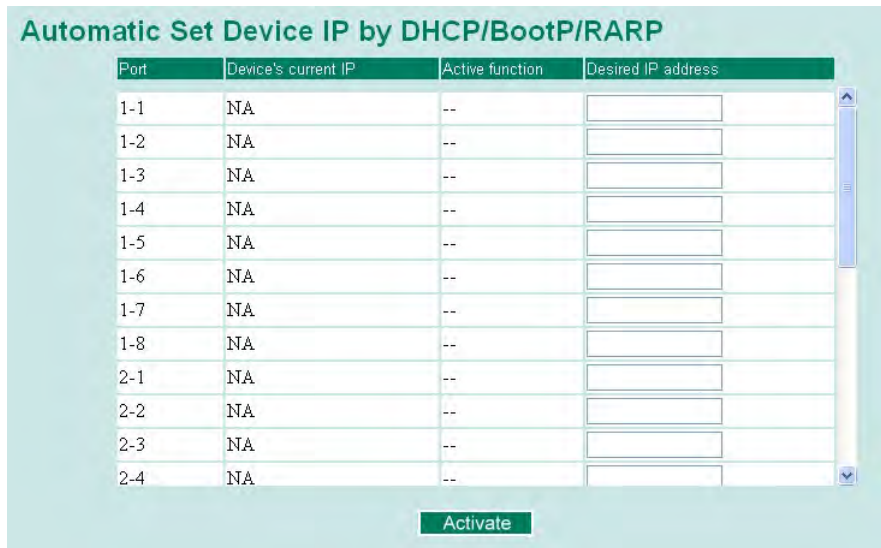 Automatic Set Device IP by DHCP/BootP/RARP
Port Device's current IP Active function Desired IP address
1-1 NA --
1-2 NA --
1-3 NA --
1-4 NA --
1-5 NA --
1-6 NA --
1-7 NA --
1-8 NA --
2-1 NA --
2-2 NA --
2-3 NA --
2-4 NA --
Activate